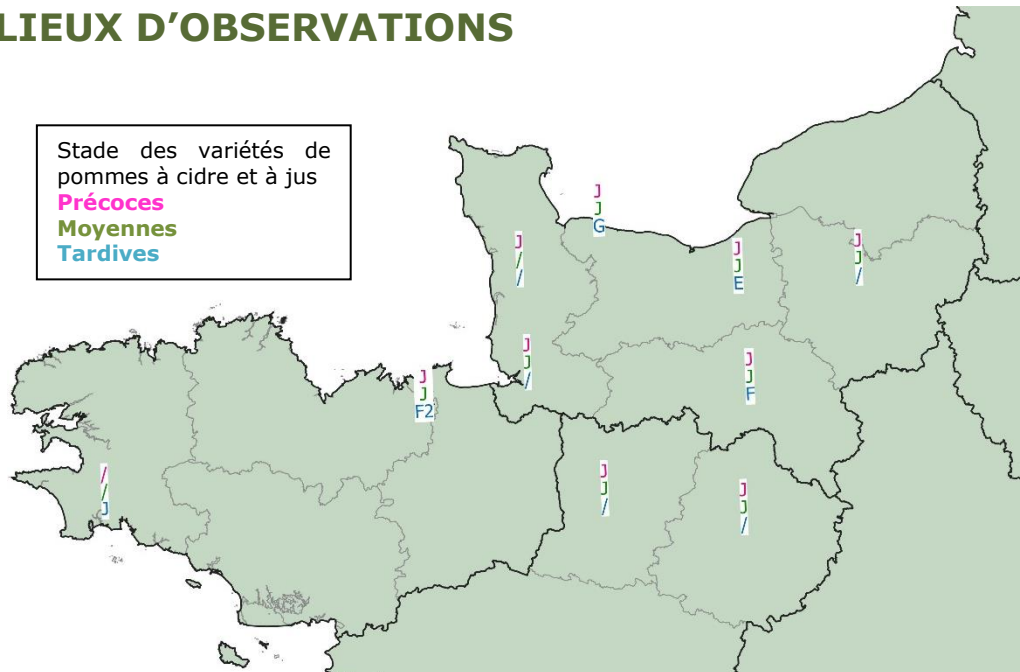 LIEUX D’OBSERVATIONS
Stade des variétés de
pommes à cidre et à jus
Précoces
Moyennes
Tardives
J
J
G
J
/
/
J
J
E
J
J
/
J
J
/
J
J
F
J
J
F2
/
/
J
J
J
/
J
J
/